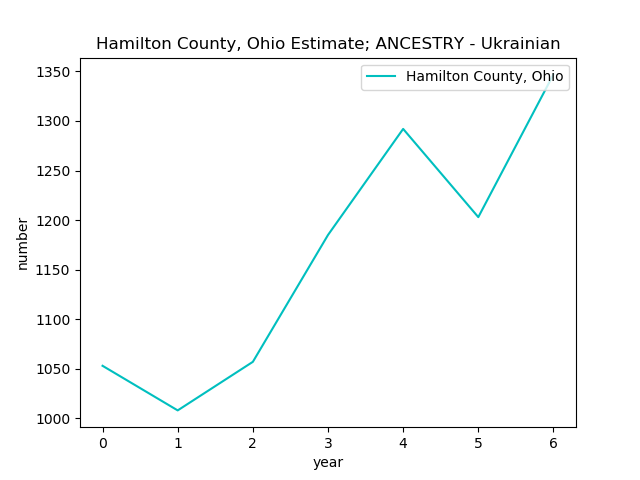 Hamilton County, Ohio Estimate; ANCESTRY - Ukrainian
Hamilton County, Ohio
1350
1300
1250
1200
1150
1100
1050
1000
number
0 1 2 3 4 5 6
year